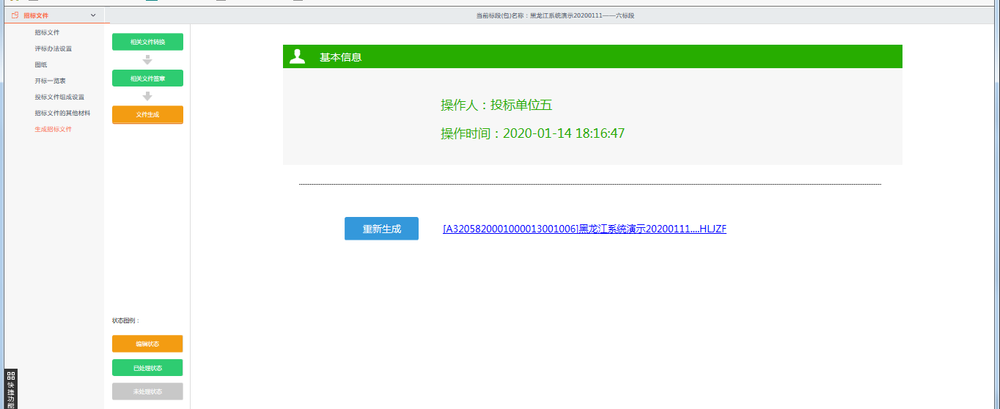 招标文件
当前标段(包)名称：黑龙江系统演示20200111——六标段
招标文件
评标办法设置
图纸
开标一览表
投标文件组成设置
招标文件的其他材料
生成招标文件
相关文件转换
相关文件签章
文件生成
基本信息
操作人：投标单位五
操作时间：2020-01-14 18:16:47
重新生成
[A3205820001000013001006]黑龙江系统演示20200111....HLJZF
状态图例：
编辑状态
已处理状态
未处理状态
快捷功能